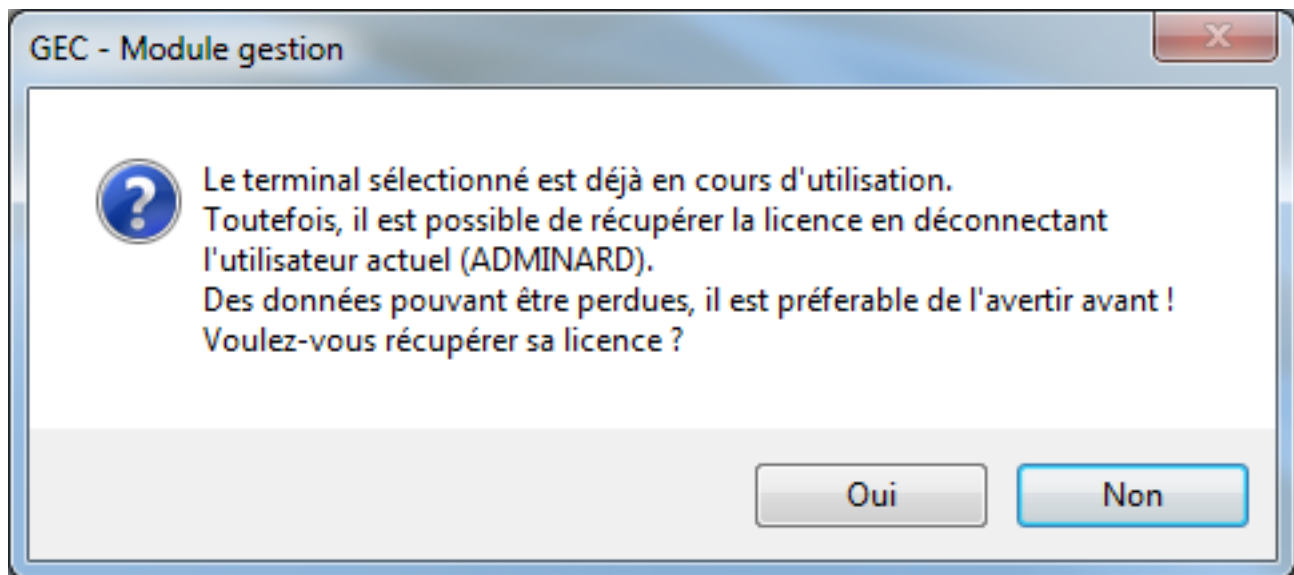 GEC - Module gestion
Le terminal sélectionné est déjà en cours d'utilisation.
Toutefois, il est possible de récupérer la licence en déconnectant
l'utilisateur actuel (ADMINARD).
Des données pouvant être perdues, il est préferable de l'avertir avant !
Voulez-vous récupérer sa licence ?
Oui
Non